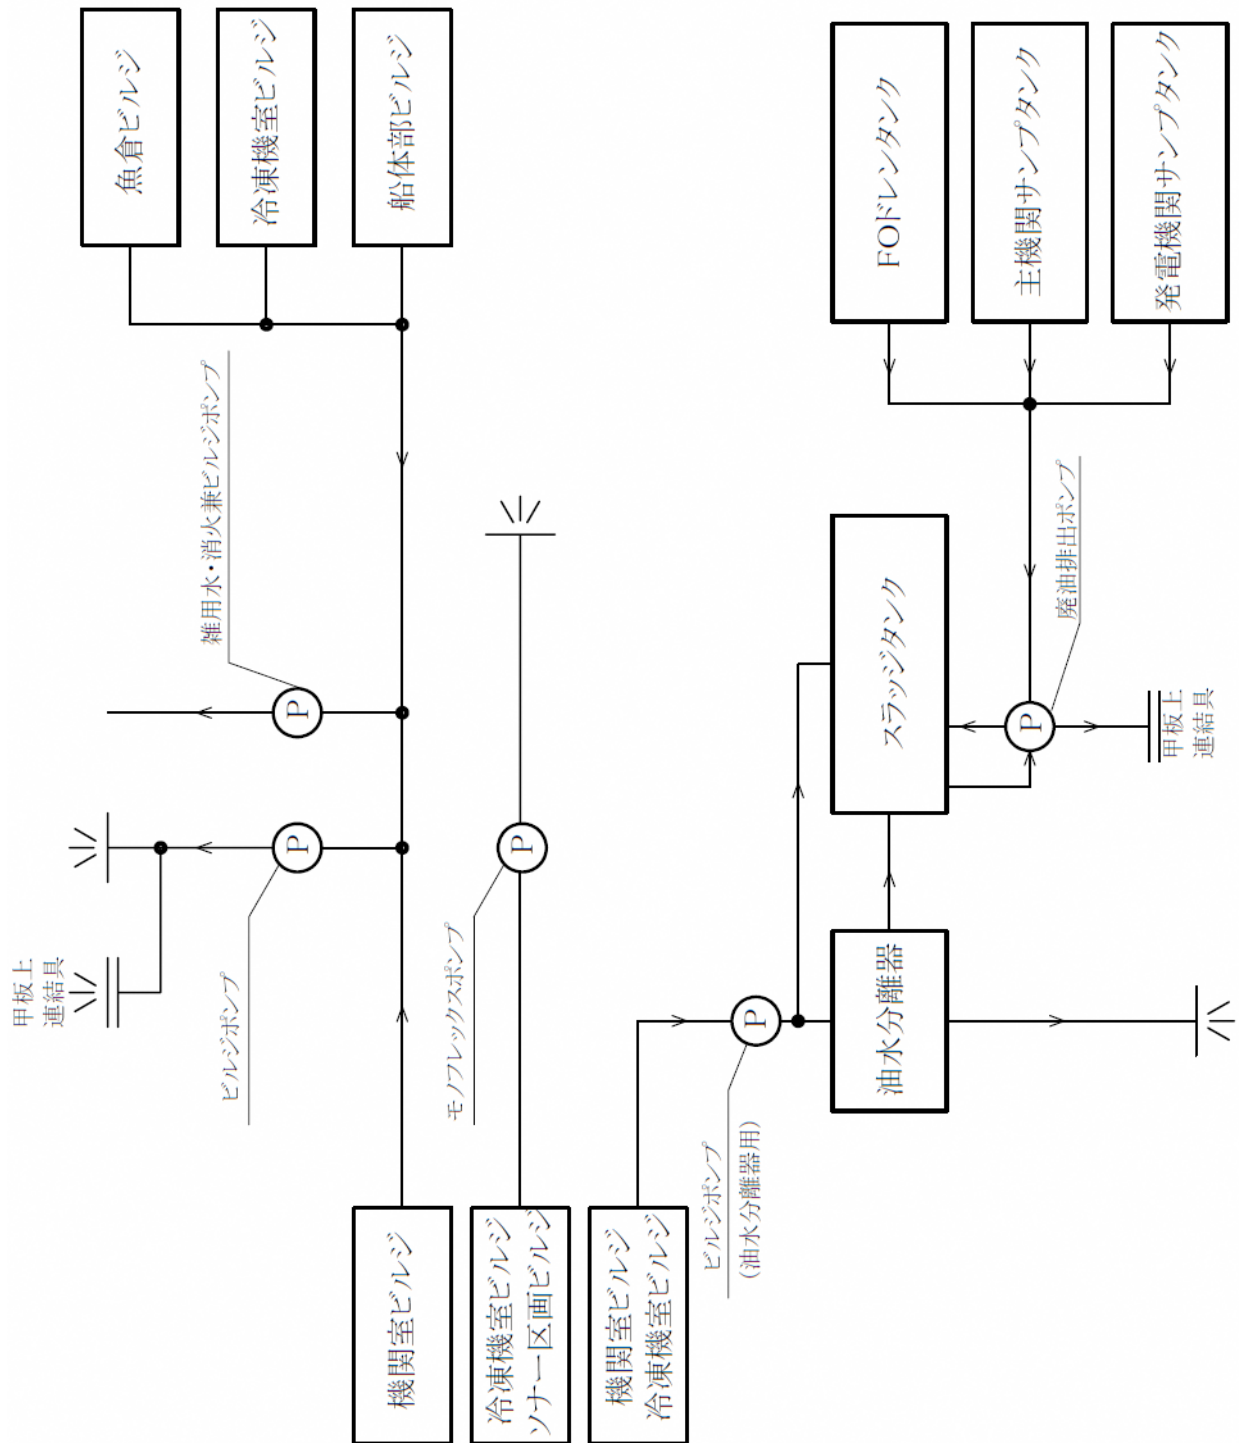 魚倉ビルジ
冷凍機室ビルジ
船体部ビルジ
雑用水・消火兼ビルジポンプ
P
甲板上
連結具
ビルジポンプ
P
モノフレックスポンプ
P
機関室ビルジ
冷凍機室ビルジ
ソナー区画ビルジ
機関室ビルジ
冷凍機室ビルジ
ビルジポンプ
(油水分離器用)
P
油水分離器
スラッジタンク
FOドレンタンク
主機関サンプタンク
発電機関サンプタンク
廃油排出ポンプ
P
甲板上
連結具